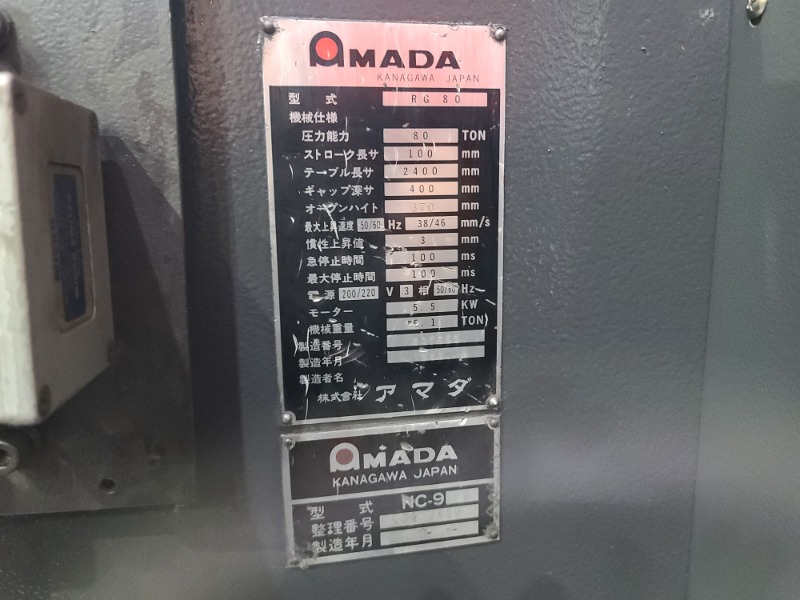 AMADA
KANAGAWA JAPAN
型式 RG 80
機械仕様
圧力能力 80 TON
ストローク長サ 100 mm
テーブル長サ 2400 mm
ギャップ深サ 400 mm
オープンハイト 370 mm
最大上昇速度 50/60 Hz 38/46 mm/s
慣性上昇値 3 mm
急停止時間 100 ms
最大停止時間 100 ms
電源 200/220 V 3 相 50/60 Hz
モーター 5.5 KW
機械重量 TON
製造番号
製造年月
製造者名
株式会社 アマダ
AMADA
KANAGAWA JAPAN
型式 NC-9
整理番号
製造年月